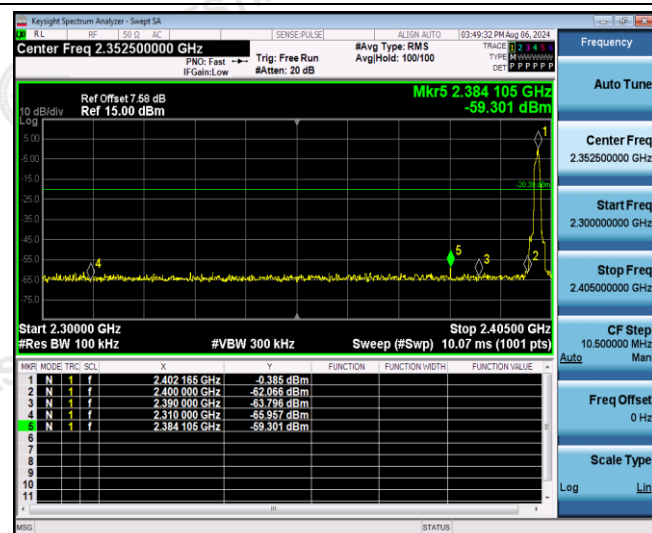 Keysight Spectrum Analyzer - Swept SA
RL RF 50 Ω AC SENSE:PULSE ALIGN AUTO 03:49:32 PM Aug 06, 2024
Center Freq 2.352500000 GHz
PNO: Fast
IFGain:Low
Trig: Free Run
#Atten: 20 dB
#Avg Type: RMS
Avg|Hold: 100/100
TRACE 1 2 3 4 5 6
TYPE M WWWWW
DET P P P P P P
Mkr5 2.384 105 GHz
-59.301 dBm
Ref Offset 7.58 dB
10 dB/div Ref 15.00 dBm
Log
5.00
-5.00
-15.0
-25.0
-35.0
-45.0
-55.0
-65.0
-75.0
-20.39 dBm
1
2
3
4
5
Start 2.30000 GHz Stop 2.40500 GHz
#Res BW 100 kHz #VBW 300 kHz Sweep (#Swp) 10.07 ms (1001 pts)
MKR MODE TRC SCL X Y FUNCTION FUNCTION WIDTH FUNCTION VALUE
1 N 1 f 2.402 165 GHz -0.385 dBm
2 N 1 f 2.400 000 GHz -62.066 dBm
3 N 1 f 2.390 000 GHz -63.796 dBm
4 N 1 f 2.310 000 GHz -65.957 dBm
5 N 1 f 2.384 105 GHz -59.301 dBm
6
7
8
9
10
11
MSG STATUS
Frequency
Auto Tune
Center Freq
2.352500000 GHz
Start Freq
2.300000000 GHz
Stop Freq
2.405000000 GHz
CF Step
10.500000 MHz
Auto Man
Freq Offset
0 Hz
Scale Type
Log Lin